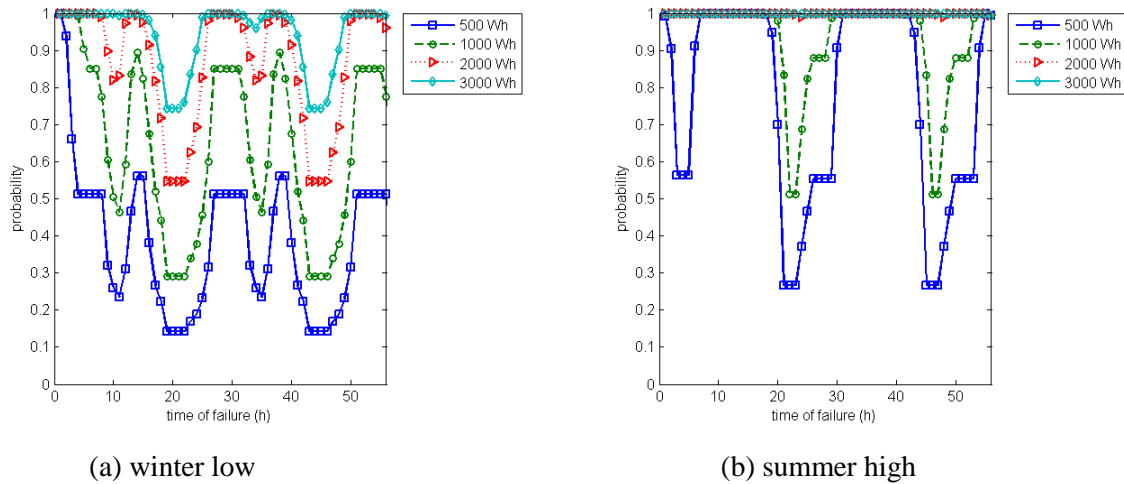 1
0.9
0.8
0.7
0.6
0.5
0.4
0.3
0.2
0.1
0
probability
0 10 20 30 40 50
time of failure (h)
500 Wh
1000 Wh
2000 Wh
3000 Wh
(a) winter low
1
0.9
0.8
0.7
0.6
0.5
0.4
0.3
0.2
0.1
0
probability
0 10 20 30 40 50
time of failure (h)
500 Wh
1000 Wh
2000 Wh
3000 Wh
(b) summer high